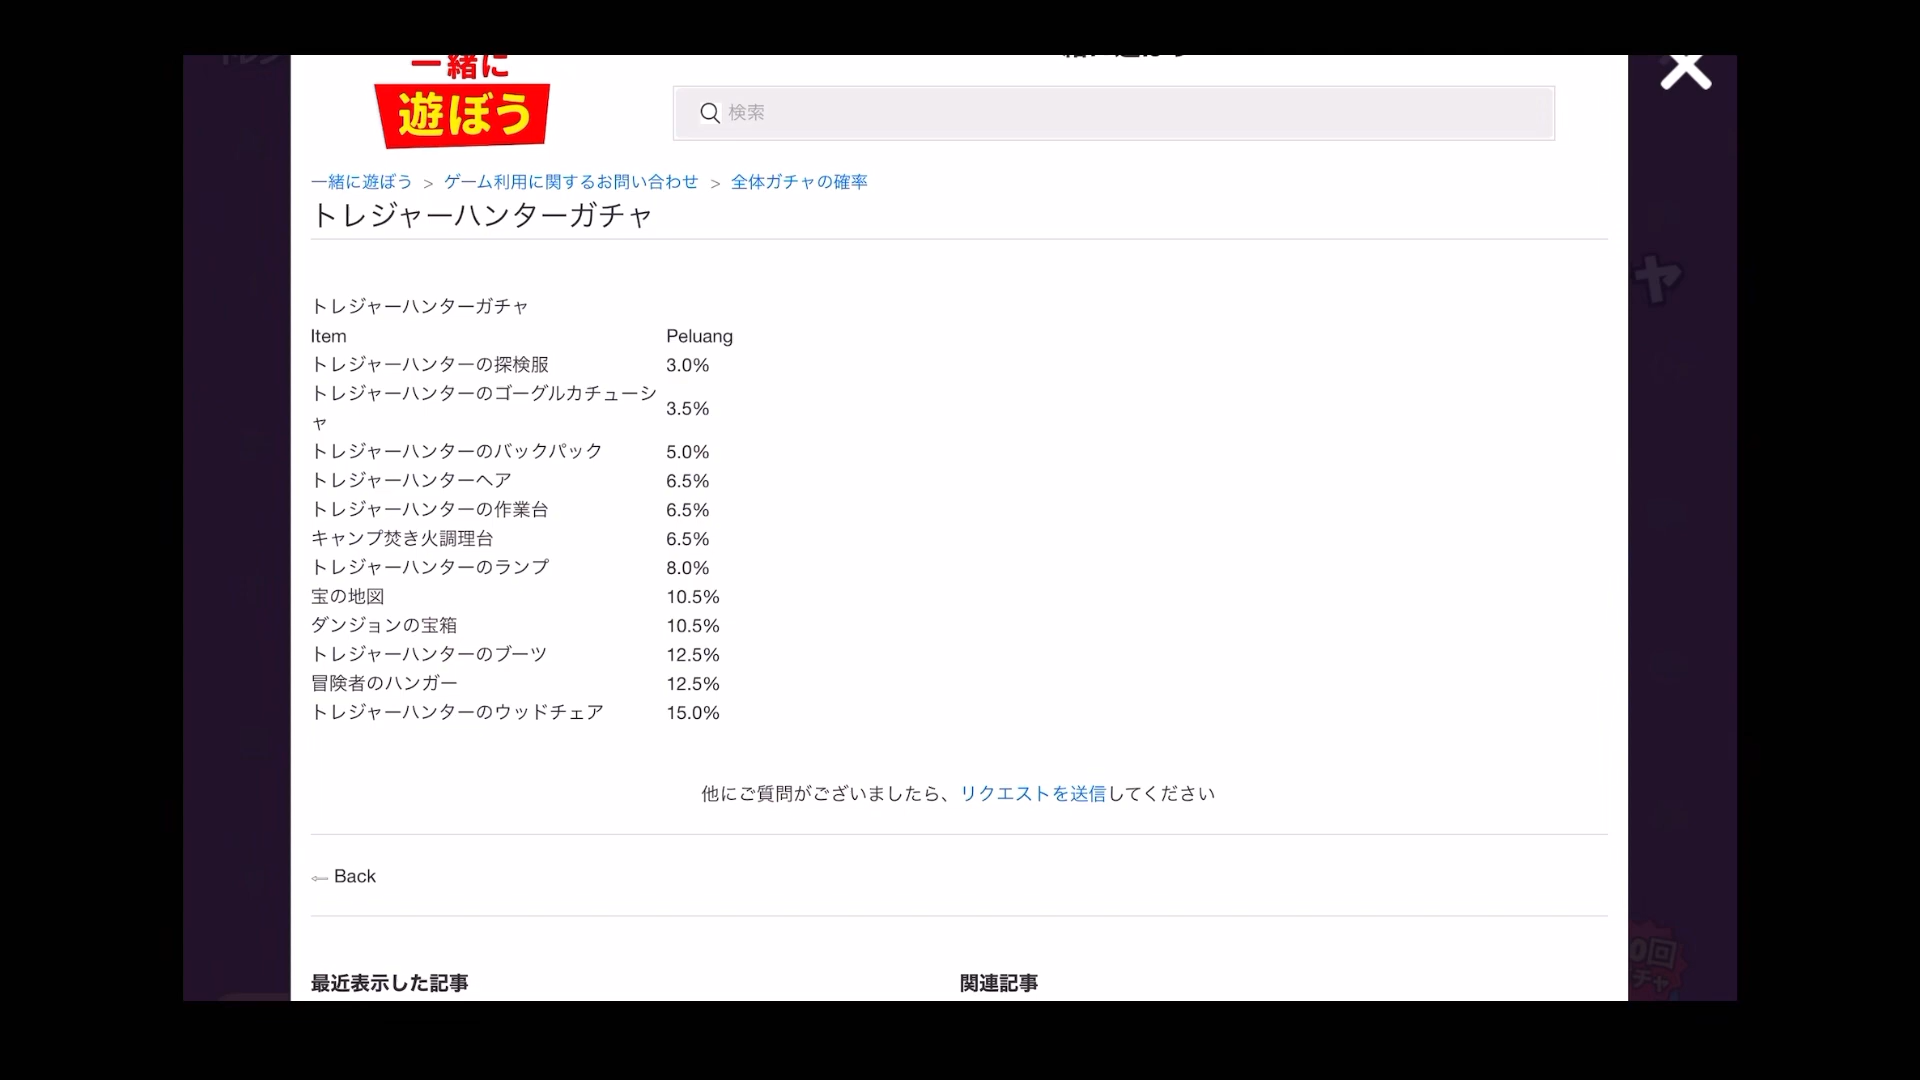 一緒に
遊ぼう
検索
一緒に遊ぼう > ゲーム利用に関するお問い合わせ > 全体ガチャの確率
トレジャーハンターガチャ
トレジャーハンターガチャ
Item Peluang
トレジャーハンターの探検服 3.0%
トレジャーハンターのゴーグルカチューシ
ャ 3.5%
トレジャーハンターのバックパック 5.0%
トレジャーハンターヘア 6.5%
トレジャーハンターの作業台 6.5%
キャンプ焚き火調理台 6.5%
トレジャーハンターのランプ 8.0%
宝の地図 10.5%
ダンジョンの宝箱 10.5%
トレジャーハンターのブーツ 12.5%
冒険者のハンガー 12.5%
トレジャーハンターのウッドチェア 15.0%
他にご質問がございましたら、リクエストを送信してください
← Back
最近表示した記事 関連記事
ャ
0回
チャ